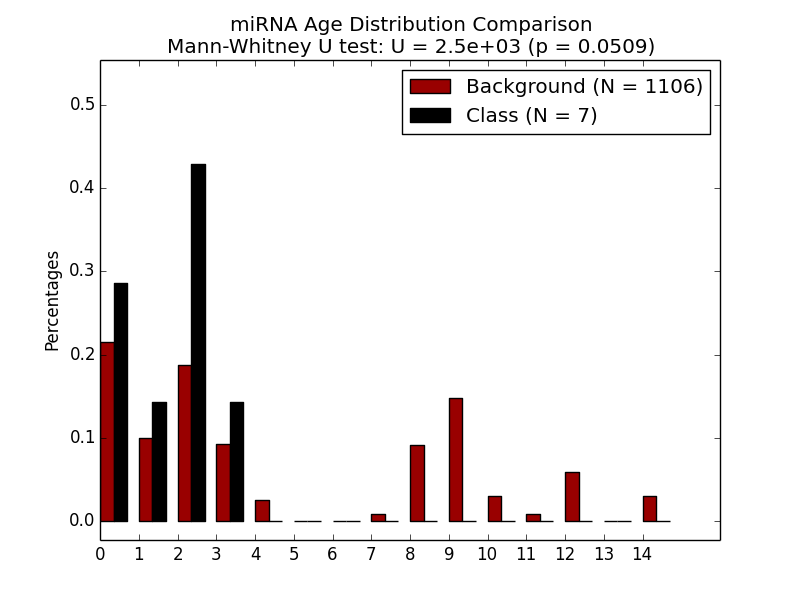 miRNA Age Distribution Comparison
Mann-Whitney U test: U = 2.5e+03 (p = 0.0509)
Background (N = 1106)
Class (N = 7)
Percentages
0.5
0.4
0.3
0.2
0.1
0.0
0 1 2 3 4 5 6 7 8 9 10 11 12 13 14